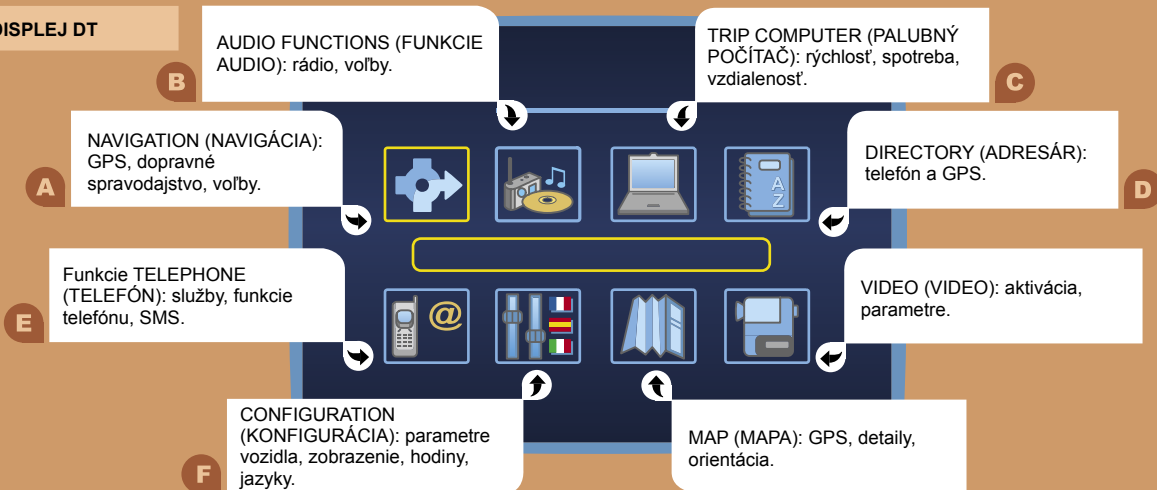 DISPLEJ DT
AUDIO FUNCTIONS (FUNKCIE
AUDIO): rádio, voľby.
B
TRIP COMPUTER (PALUBNÝ
POČÍTAČ): rýchlosť, spotreba,
vzdialenosť.
C
NAVIGATION (NAVIGÁCIA):
GPS, dopravné
spravodajstvo, voľby.
A
DIRECTORY (ADRESÁR):
telefón a GPS.
D
A
Z
Funkcie TELEPHONE
(TELEFÓN): služby, funkcie
telefónu, SMS.
E
@
VIDEO (VIDEO): aktivácia,
parametre.
CONFIGURATION
(KONFIGURÁCIA): parametre
vozidla, zobrazenie, hodiny,
jazyky.
F
MAP (MAPA): GPS, detaily,
orientácia.